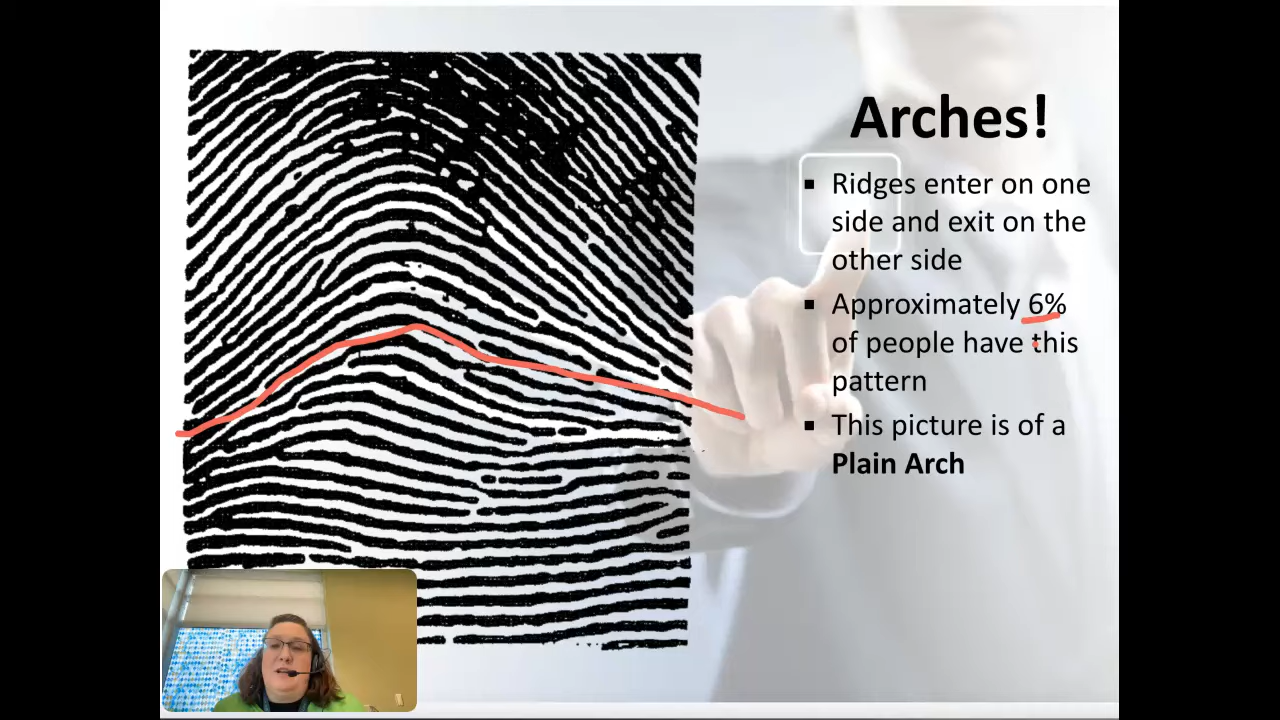 Arches!
▪ Ridges enter on one
side and exit on the
other side
▪ Approximately 6%
of people have this
pattern
▪ This picture is of a
Plain Arch